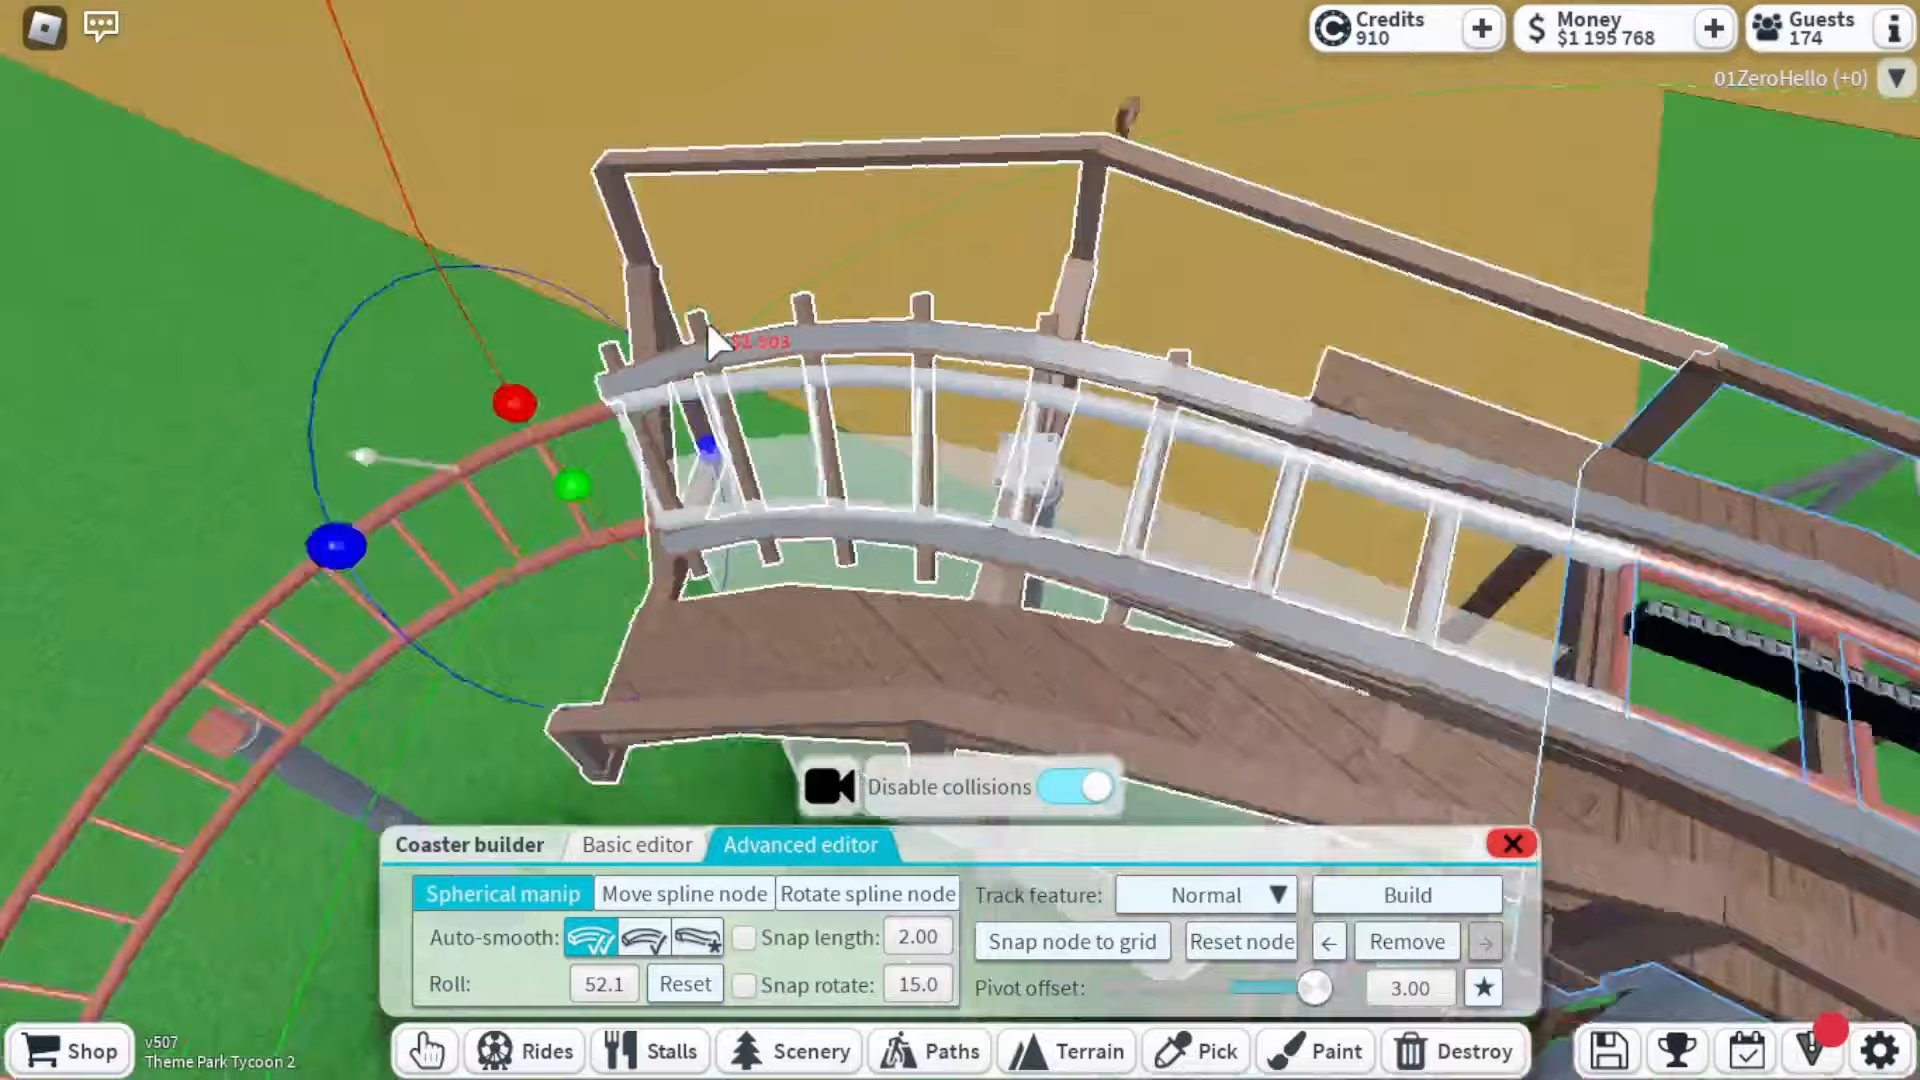 Credits
910
Money
$1 195 768
Guests
174
01ZeroHello (+0)
Disable collisions
Coaster builder
Basic editor
Advanced editor
Spherical manip
Move spline node
Rotate spline node
Track feature:
Normal
Build
Auto-smooth:
Snap length:
2.00
Snap node to grid
Reset node
Remove
Roll:
52.1
Reset
Snap rotate:
15.0
Pivot offset:
3.00
Shop
v507
Theme Park Tycoon 2
Rides
Stalls
Scenery
Paths
Terrain
Pick
Paint
Destroy